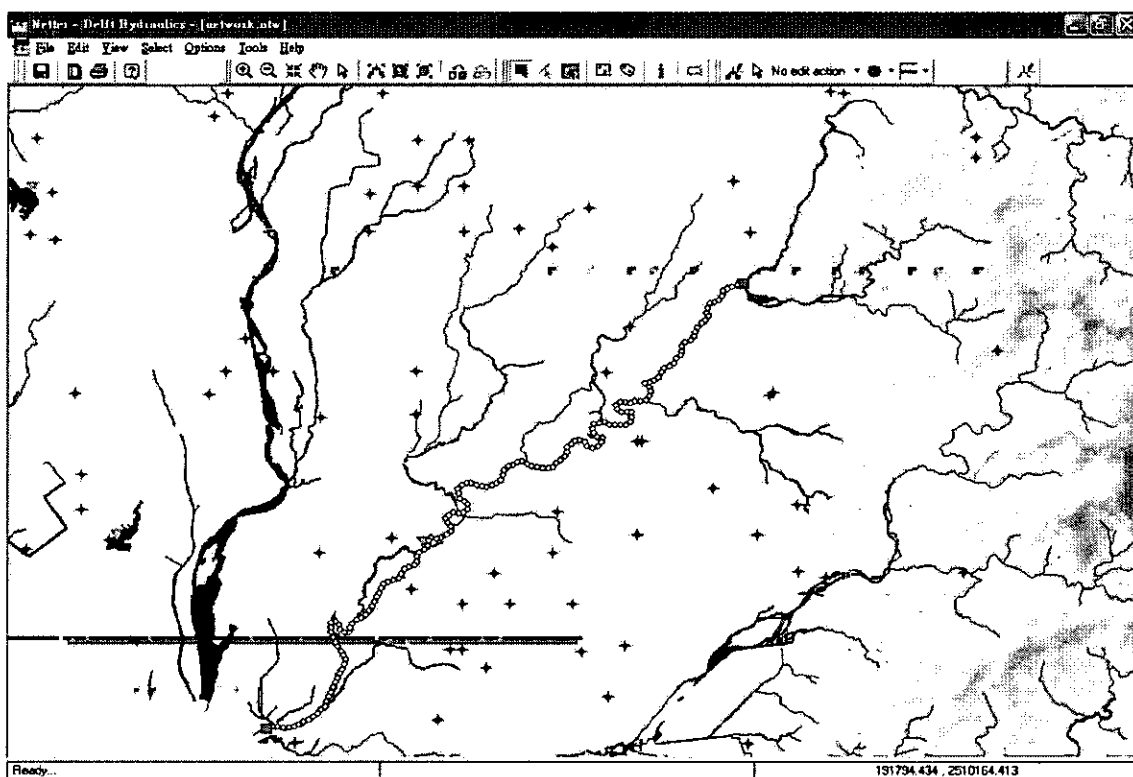 Netter - Delft Hydraulics - [network.ntw]
File Edit View Select Options Tools Help
No edit action
Ready...
191794.434 , 2510164.413